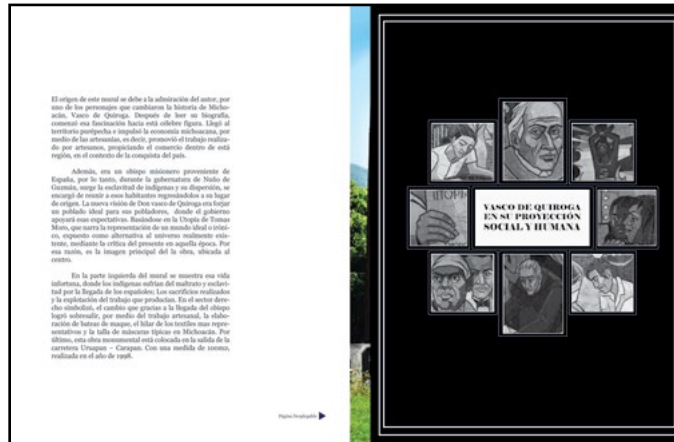 El origen de este mural se debe a la admiración del autor, por
uno de los personajes que cambiaron la historia de Micho-
acán, Vasco de Quiroga. Después de leer su biografía,
comenzó esa fascinación hacia está célebre figura. Llegó al
territorio purépecha e impulsó la economía michoacana, por
medio de las artesanías, es decir, promovió el trabajo realiza-
do por artesanos, propiciando el comercio dentro de está
región, en el contexto de la conquista del país.
Además, era un obispo misionero proveniente de
España, por lo tanto, durante la gubernatura de Nuño de
Guzmán, surge la esclavitud de indígenas y su dispersión, se
encargó de reunir a esos habitantes regresándolos a su lugar
de origen. La nueva visión de Don vasco de Quiroga era forjar
un poblado ideal para sus pobladores, donde el gobierno
apoyará esas expectativas. Basándose en la Utopía de Tomas
Moro, que narra la representación de un mundo ideal o iróni-
co, expuesto como alternativa al universo realmente exis-
tente, mediante la crítica del presente en aquella época. Por
esa razón, es la imagen principal del la obra, ubicada al
centro.
En la parte izquierda del mural se muestra esa vida
infortuna, donde los indígenas sufrían del maltrato y esclavi-
tud por la llegada de los españoles; Los sacrificios realizados
y la explotación del trabajo que producían. En el sector dere-
cho simbolizó, el cambio que gracias a la llegada del obispo
logró sobresalir, por medio del trabajo artesanal, la elabo-
ración de bateas de maque, el hilar de los textiles mas repre-
sentativos y la talla de máscaras típicas en Michoacán. Por
último, esta obra monumental está colocada en la salida de la
carretera Uruapan – Carapan. Con una medida de 100m2,
realizada en el año de 1998.
Página Desplegable
VASCO DE QUIROGA
EN SU PROYECCIÓN
SOCIAL Y HUMANA